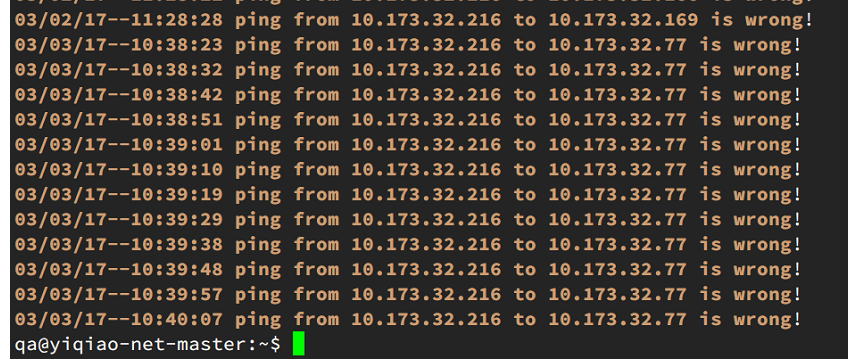 03/02/17--11:28:28 ping from 10.173.32.216 to 10.173.32.169 is wrong!
03/03/17--10:38:23 ping from 10.173.32.216 to 10.173.32.77 is wrong!
03/03/17--10:38:32 ping from 10.173.32.216 to 10.173.32.77 is wrong!
03/03/17--10:38:42 ping from 10.173.32.216 to 10.173.32.77 is wrong!
03/03/17--10:38:51 ping from 10.173.32.216 to 10.173.32.77 is wrong!
03/03/17--10:39:01 ping from 10.173.32.216 to 10.173.32.77 is wrong!
03/03/17--10:39:10 ping from 10.173.32.216 to 10.173.32.77 is wrong!
03/03/17--10:39:19 ping from 10.173.32.216 to 10.173.32.77 is wrong!
03/03/17--10:39:29 ping from 10.173.32.216 to 10.173.32.77 is wrong!
03/03/17--10:39:38 ping from 10.173.32.216 to 10.173.32.77 is wrong!
03/03/17--10:39:48 ping from 10.173.32.216 to 10.173.32.77 is wrong!
03/03/17--10:39:57 ping from 10.173.32.216 to 10.173.32.77 is wrong!
03/03/17--10:40:07 ping from 10.173.32.216 to 10.173.32.77 is wrong!
qa@yiqiao-net-master:~$